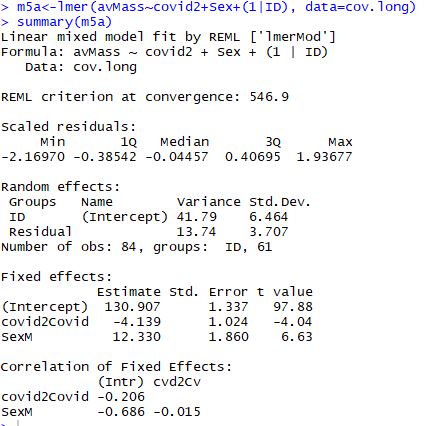 > m5a<-lmer(avMass~covid2+Sex+(1|ID), data=cov.long)
> summary(m5a)
Linear mixed model fit by REML ['lmerMod']
Formula: avMass ~ covid2 + Sex + (1 | ID)
   Data: cov.long

REML criterion at convergence: 546.9

Scaled residuals:
     Min       1Q   Median       3Q      Max
-2.16970 -0.38542 -0.04457  0.40695  1.93677

Random effects:
 Groups   Name        Variance Std.Dev.
 ID       (Intercept) 41.79    6.464
 Residual             13.74    3.707
Number of obs: 84, groups:  ID, 61

Fixed effects:
            Estimate Std. Error t value
(Intercept)  130.907      1.337   97.88
covid2Covid   -4.139      1.024   -4.04
SexM          12.330      1.860    6.63

Correlation of Fixed Effects:
            (Intr) cvd2Cv
covid2Covid -0.206
SexM        -0.686 -0.015
>